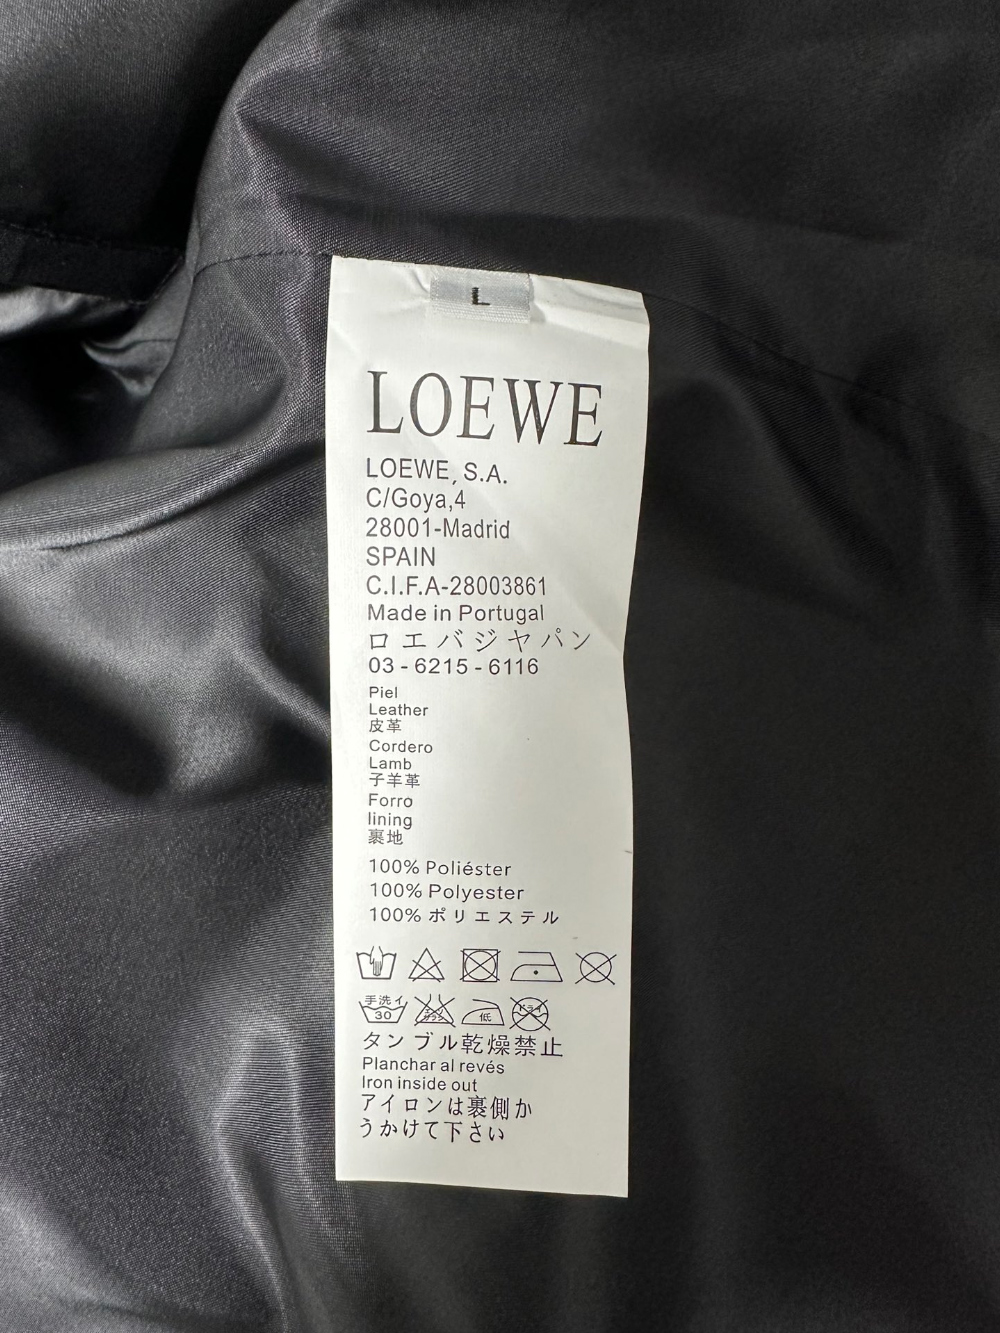 L
LOEWE
LOEWE, S.A.
C/Goya,4
28001-Madrid
SPAIN
C.I.F.A-28003861
Made in Portugal
ロエバジヤパン
03 - 6215 - 6116
Piel
Leather
皮革
Cordero
Lamb
子羊革
Forro
lining
裹地
100% Poliéster
100% Polyester
100% ポリエステル
手洗イ
30
低
ドライ
タンブル乾燥禁止
Planchar al revés
Iron inside out
アイロンは裏側か
うかけて下さい